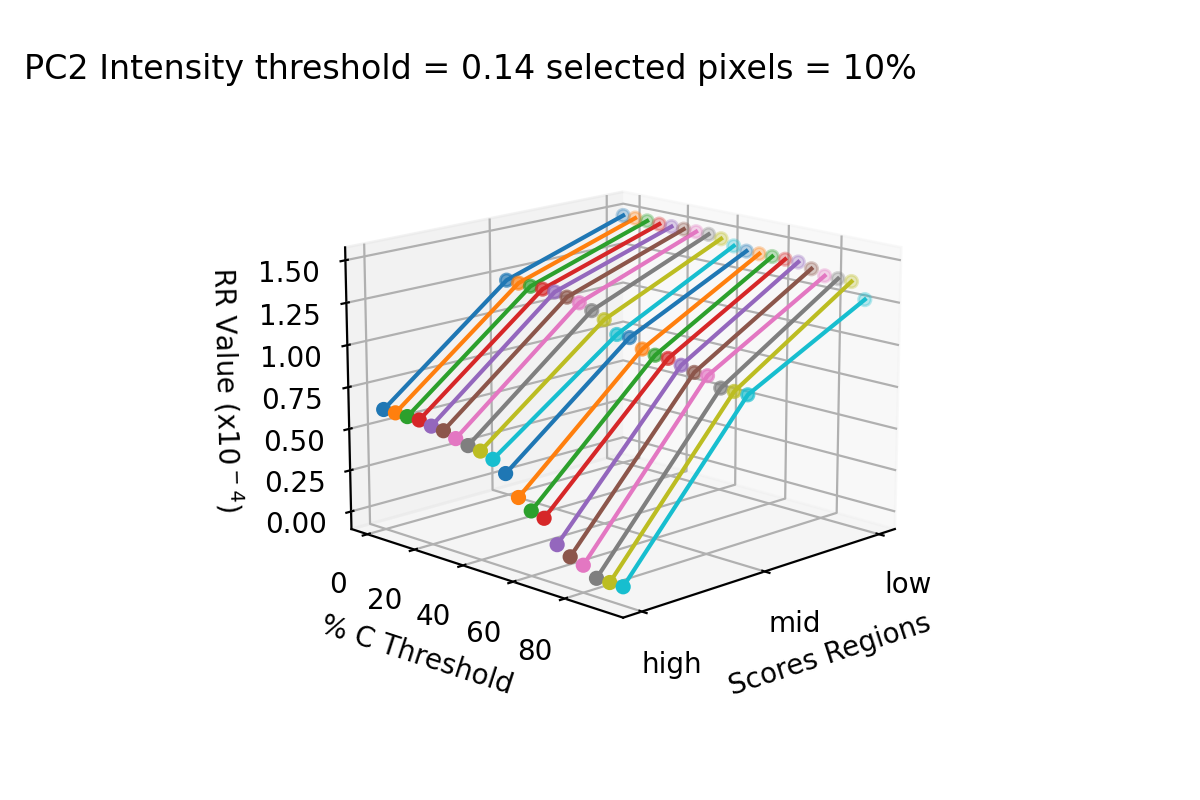 PC2 Intensity threshold = 0.14 selected pixels = 10%
RR Value (x10⁻⁴)
1.50
1.25
1.00
0.75
0.50
0.25
0.00
0
20
40
60
80
% C Threshold
high
mid
low
Scores Regions